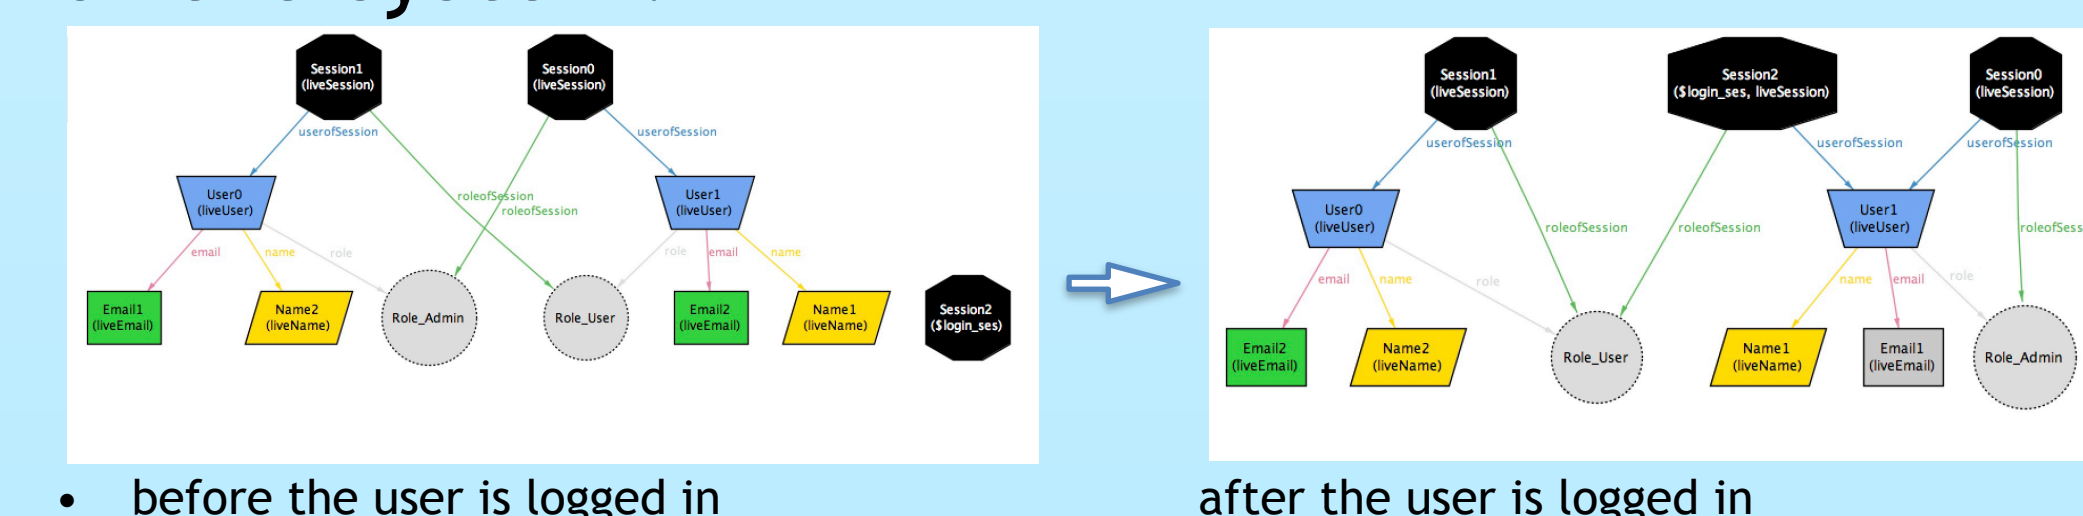 Session1
(liveSession)
Session0
(liveSession)
userofSession
userofSession
User0
(liveUser)
User1
(liveUser)
roleofSession
roleofSession
email
name
role
role
email
name
Email1
(liveEmail)
Name2
(liveName)
Role_Admin
Role_User
Email2
(liveEmail)
Name1
(liveName)
Session2
($login_ses)
Session1
(liveSession)
Session2
($login_ses, liveSession)
Session0
(liveSession)
userofSession
userofSession
userofSession
User0
(liveUser)
User1
(liveUser)
roleofSession
roleofSession
roleofSess
email
name
role
name
email
role
Email2
(liveEmail)
Name2
(liveName)
Role_User
Name1
(liveName)
Email1
(liveEmail)
Role_Admin
• before the user is logged in
after the user is logged in